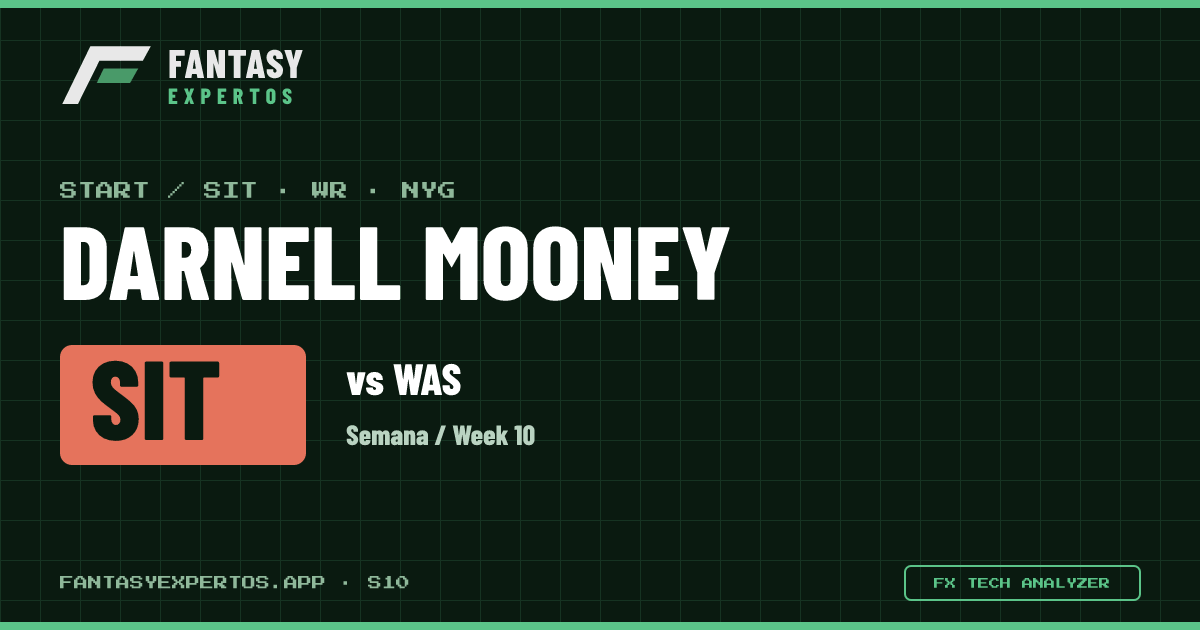 FANTASY
EXPERTOS
START / SIT · WR · NYG
DARNELL MOONEY
SIT
vs WAS
Semana / Week 10
FANTASYEXPERTOS.APP · S10
FX TECH ANALYZER